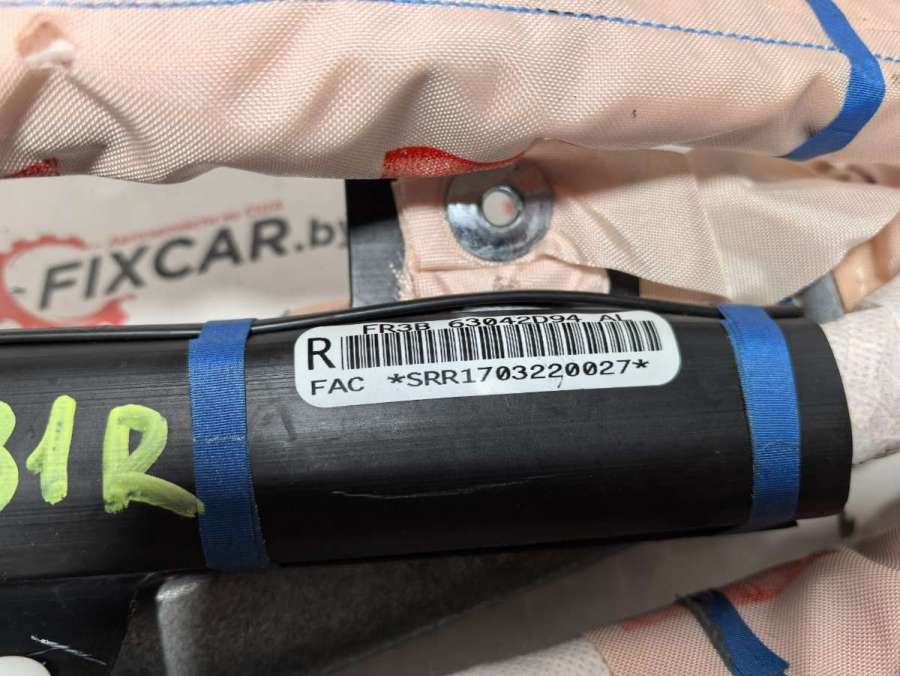 FIXCAR.by
FR3B 63042D94 AL
R
FAC *SRR1703220027*
31R